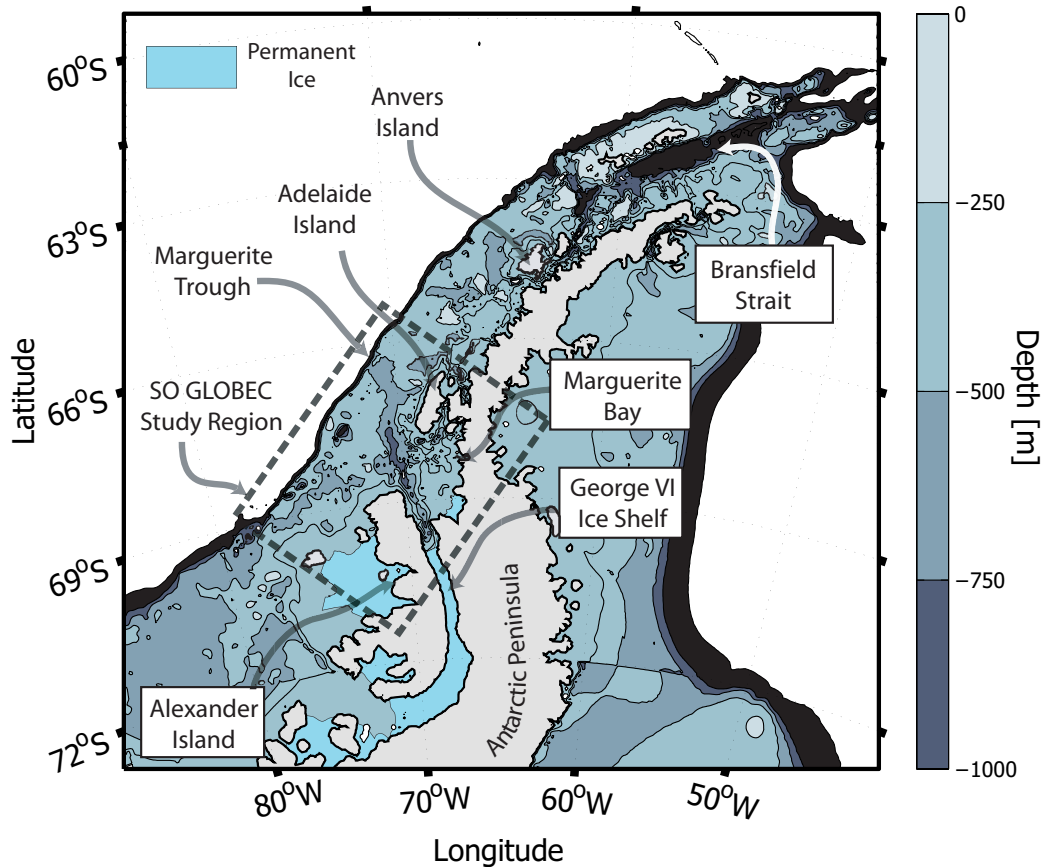 Permanent
Ice
Anvers
Island
Adelaide
Island
Marguerite
Trough
SO GLOBEC
Study Region
Bransfield
Strait
Marguerite
Bay
George VI
Ice Shelf
Alexander
Island
Antarctic Peninsula
60°S
63°S
66°S
69°S
72°S
Latitude
80°W
70°W
60°W
50°W
Longitude
0
−250
−500
−750
−1000
Depth [m]